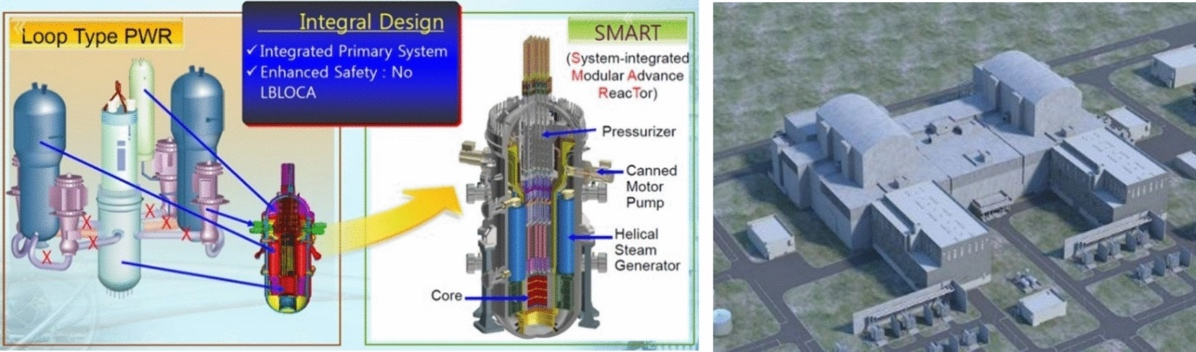 Loop Type PWR
Integral Design
✓Integrated Primary System
✓Enhanced Safety : No
LBLOCA
SMART
(System-integrated
Modular Advance
ReacTor)
Pressurizer
Canned
Motor
Pump
Helical
Steam
Generator
Core
X
X
X
X
X
X